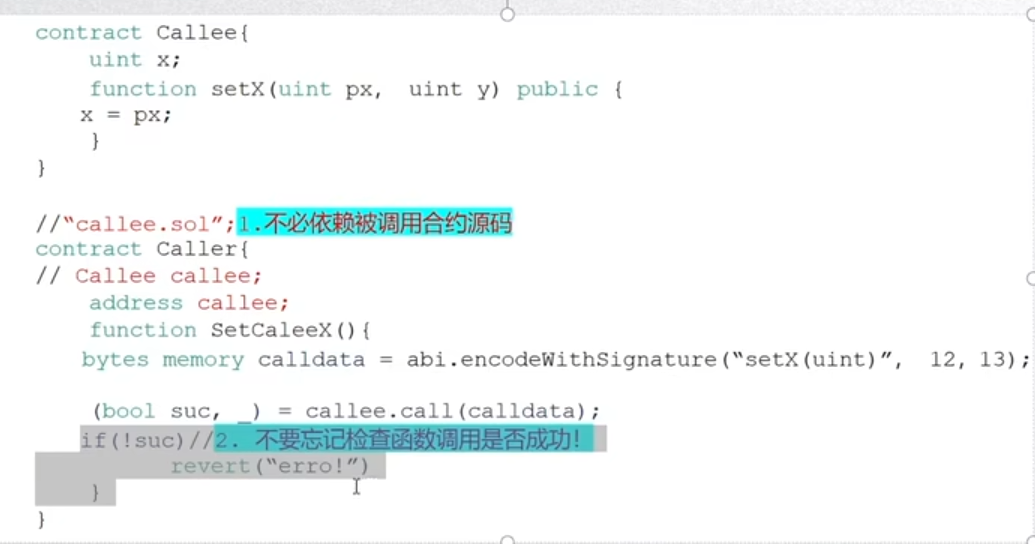 contract Callee{
uint x;
function setX(uint px, uint y) public {
x = px;
}
}
//“callee.sol”;1.不必依赖被调用合约源码
contract Caller{
// Callee callee;
address callee;
function SetCaleeX(){
bytes memory calldata = abi.encodeWithSignature(“setX(uint)”, 12, 13);
(bool suc, _) = callee.call(calldata);
if(!suc)//2. 不要忘记检查函数调用是否成功!
revert(“erro!”)
}
}